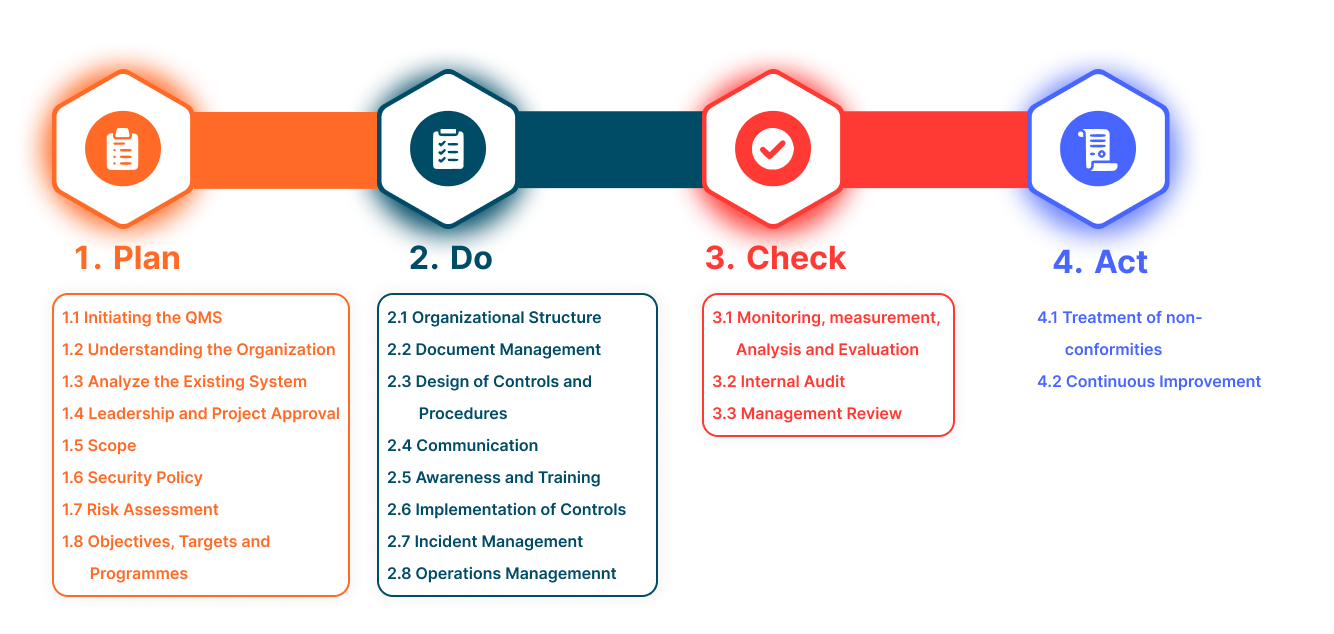 1. Plan
1.1 Initiating the QMS
1.2 Understanding the Organization
1.3 Analyze the Existing System
1.4 Leadership and Project Approval
1.5 Scope
1.6 Security Policy
1.7 Risk Assessment
1.8 Objectives, Targets and
Programmes
2. Do
2.1 Organizational Structure
2.2 Document Management
2.3 Design of Controls and
Procedures
2.4 Communication
2.5 Awareness and Training
2.6 Implementation of Controls
2.7 Incident Management
2.8 Operations Managemennt
3. Check
3.1 Monitoring, measurement,
Analysis and Evaluation
3.2 Internal Audit
3.3 Management Review
4. Act
4.1 Treatment of non-
conformities
4.2 Continuous Improvement